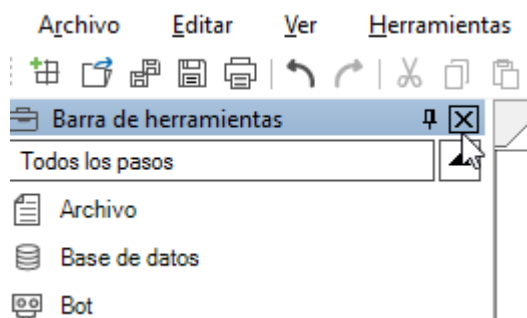 Archivo Editar Ver Herramientas
Barra de herramientas
Todos los pasos
Archivo
Base de datos
Bot